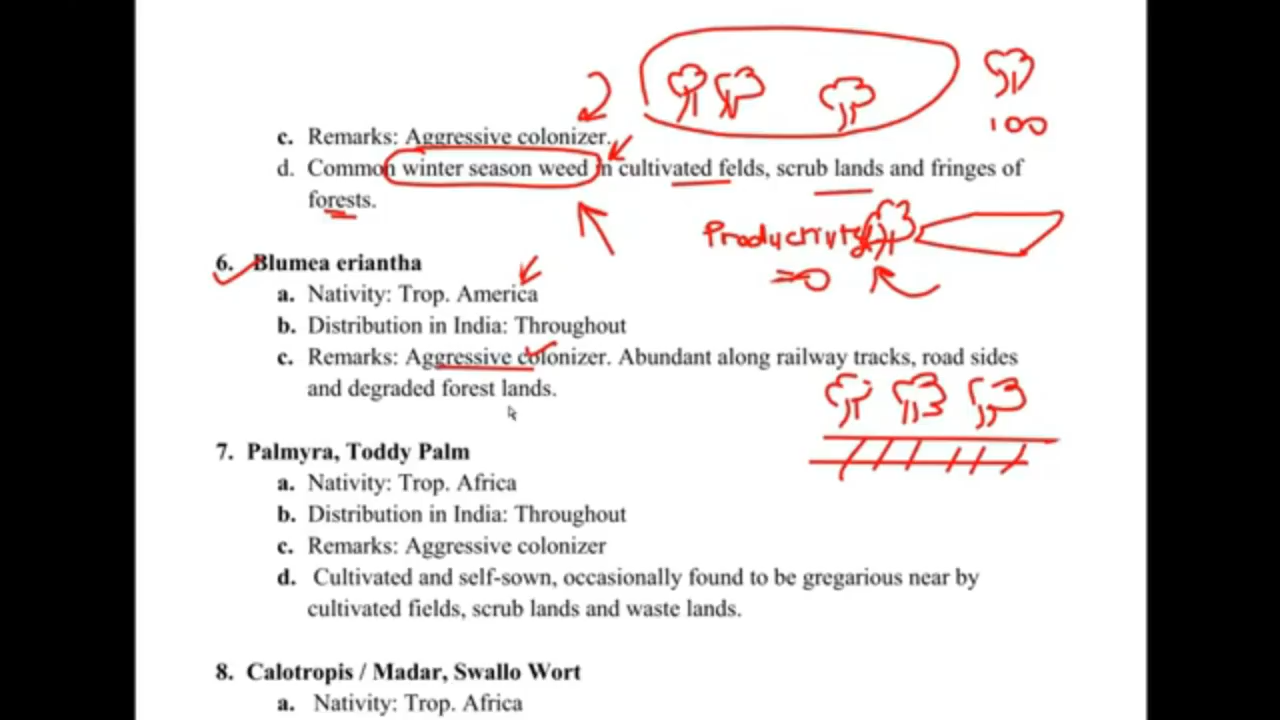 100
c. Remarks: Aggressive colonizer.
d. Common winter season weed in cultivated felds, scrub lands and fringes of
forests.
Productivity
6. Blumea eriantha
a. Nativity: Trop. America
b. Distribution in India: Throughout
c. Remarks: Aggressive colonizer. Abundant along railway tracks, road sides
and degraded forest lands.
7. Palmyra, Toddy Palm
a. Nativity: Trop. Africa
b. Distribution in India: Throughout
c. Remarks: Aggressive colonizer
d. Cultivated and self-sown, occasionally found to be gregarious near by
cultivated fields, scrub lands and waste lands.
8. Calotropis / Madar, Swallo Wort
a. Nativity: Trop. Africa